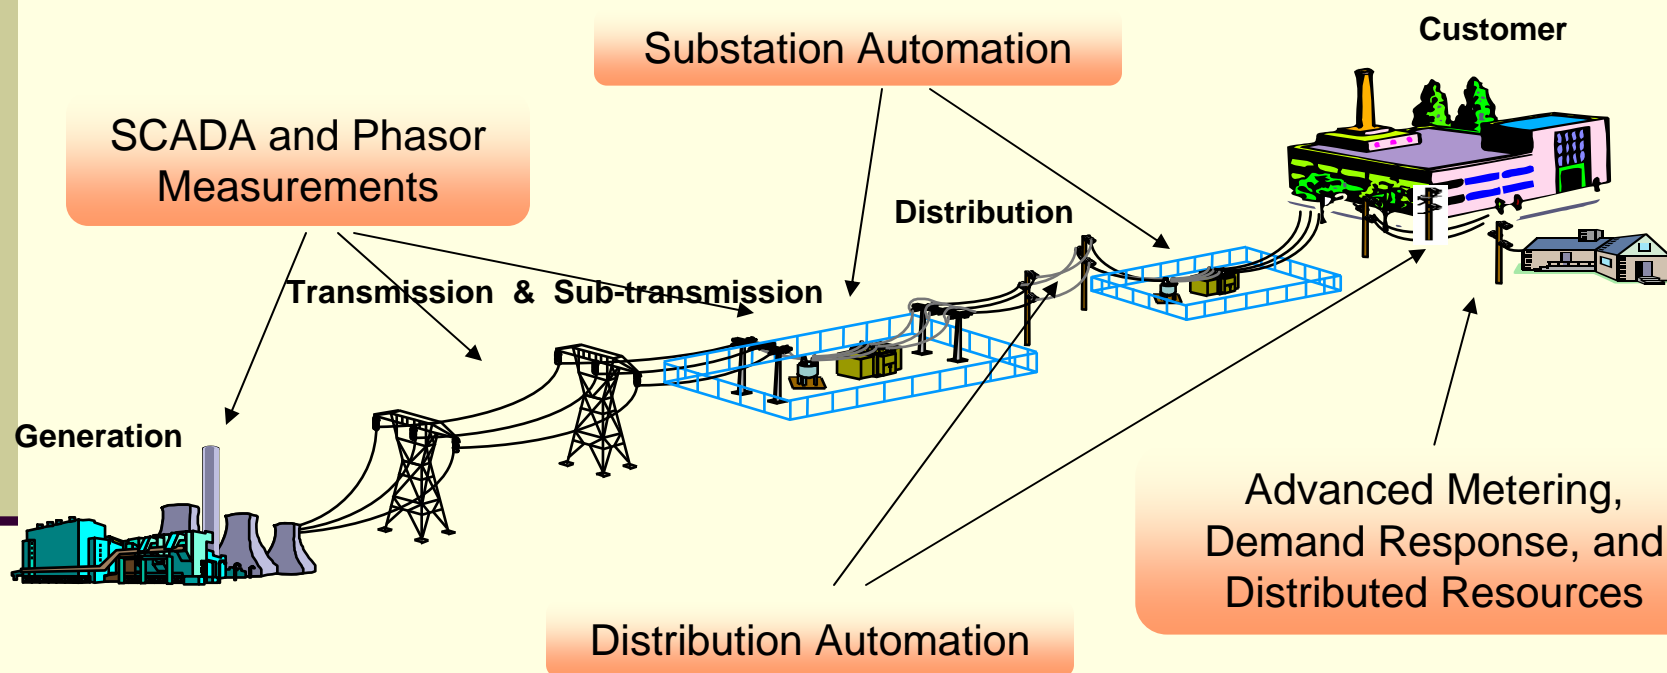 Customer
Substation Automation
SCADA and Phasor
Measurements
Distribution
Transmission & Sub-transmission
Generation
Advanced Metering,
Demand Response, and
Distributed Resources
Distribution Automation